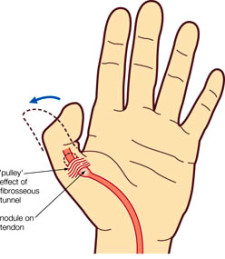 'pulley'
effect of
fibrosseous
tunnel
nodule on
tendon